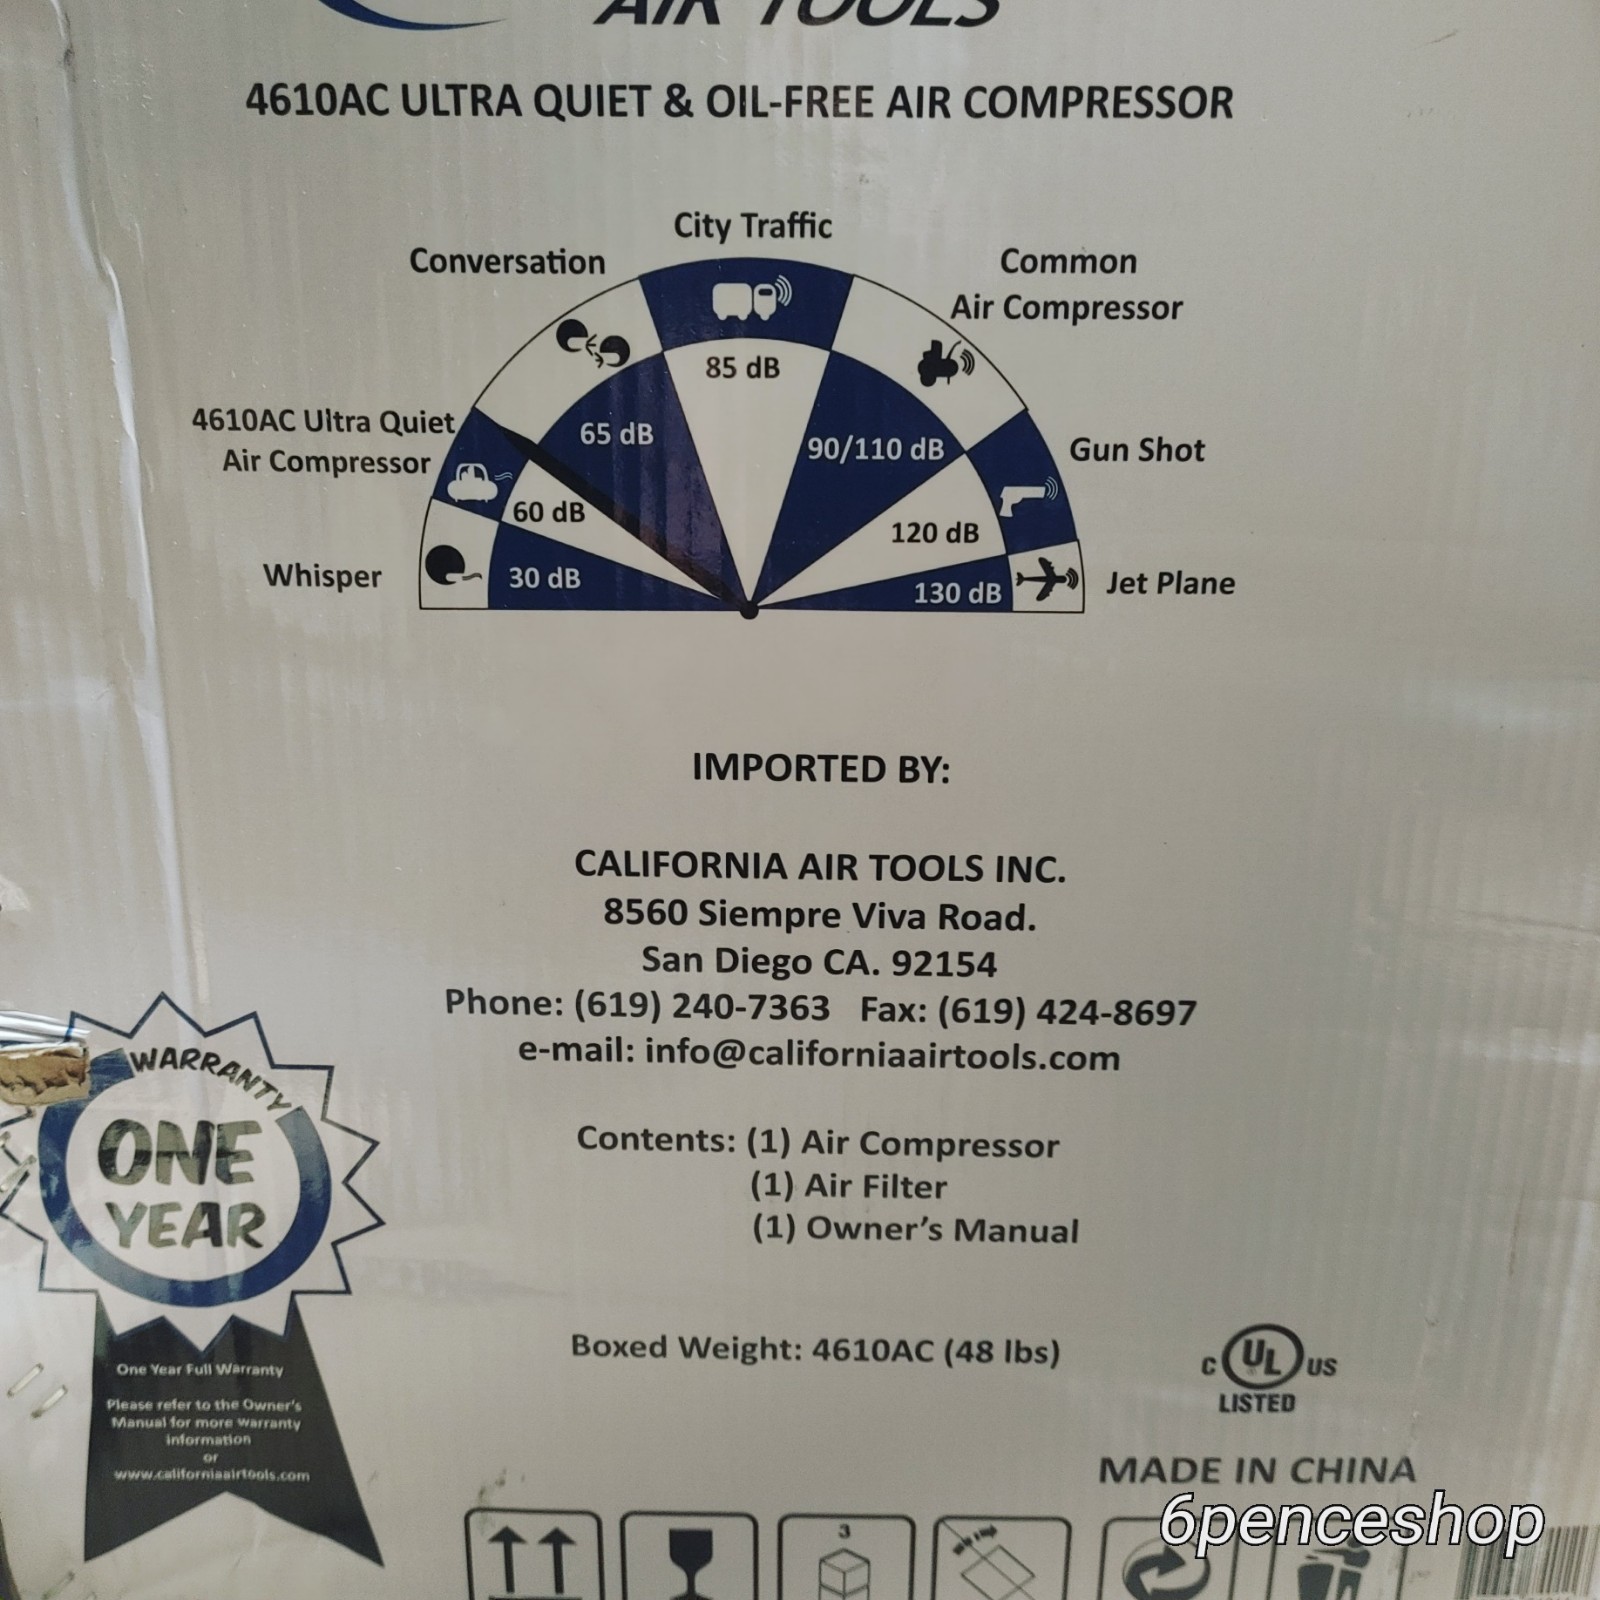 AIR TOOLS
4610AC ULTRA QUIET & OIL-FREE AIR COMPRESSOR
City Traffic
Conversation
Common
Air Compressor
85 dB
4610AC Ultra Quiet
Air Compressor
65 dB
90/110 dB
Gun Shot
60 dB
120 dB
Whisper
30 dB
130 dB
Jet Plane
IMPORTED BY:
CALIFORNIA AIR TOOLS INC.
8560 Siempre Viva Road.
San Diego CA. 92154
Phone: (619) 240-7363 Fax: (619) 424-8697
e-mail: info@californiaairtools.com
WARRANTY
ONE
YEAR
Contents: (1) Air Compressor
(1) Air Filter
(1) Owner's Manual
Boxed Weight: 4610AC (48 lbs)
One Year Full Warranty
Please refer to the Owner's
Manual for more warranty
information
or
www.californiaairtools.com
C UL US
LISTED
MADE IN CHINA
6penceshop
3